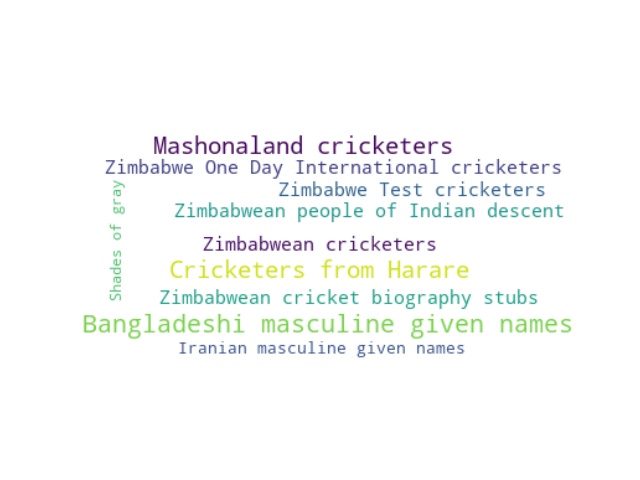 Mashonaland cricketers
Zimbabwe One Day International cricketers
Zimbabwe Test cricketers
Shades of gray
Zimbabwean people of Indian descent
Zimbabwean cricketers
Cricketers from Harare
Zimbabwean cricket biography stubs
Bangladeshi masculine given names
Iranian masculine given names